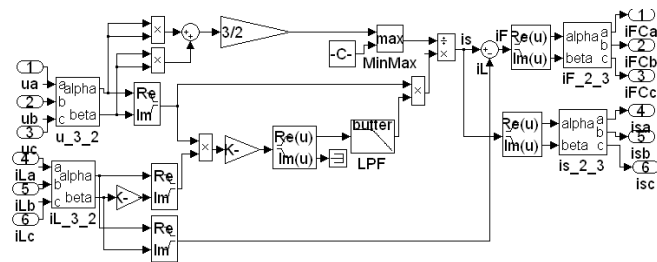 1
ua
2
ub
3
uc
a
b
c
alpha
beta
u_3_2
×
×
+
+
3/2
-C-
max
MinMax
÷
×
is
+
-
iL
iF
Re(u)
Im(u)
alpha
beta
a
b
c
iF_2_3
1
iFCa
2
iFCb
3
iFCc
Re
Im
×
K-
Re(u)
Im(u)
butter
LPF
×
Re(u)
Im(u)
alpha
beta
a
b
c
is_2_3
4
isa
5
isb
6
isc
4
iLa
5
iLb
6
iLc
a
b
c
alpha
beta
iL_3_2
K-
Re
Im
Re
Im